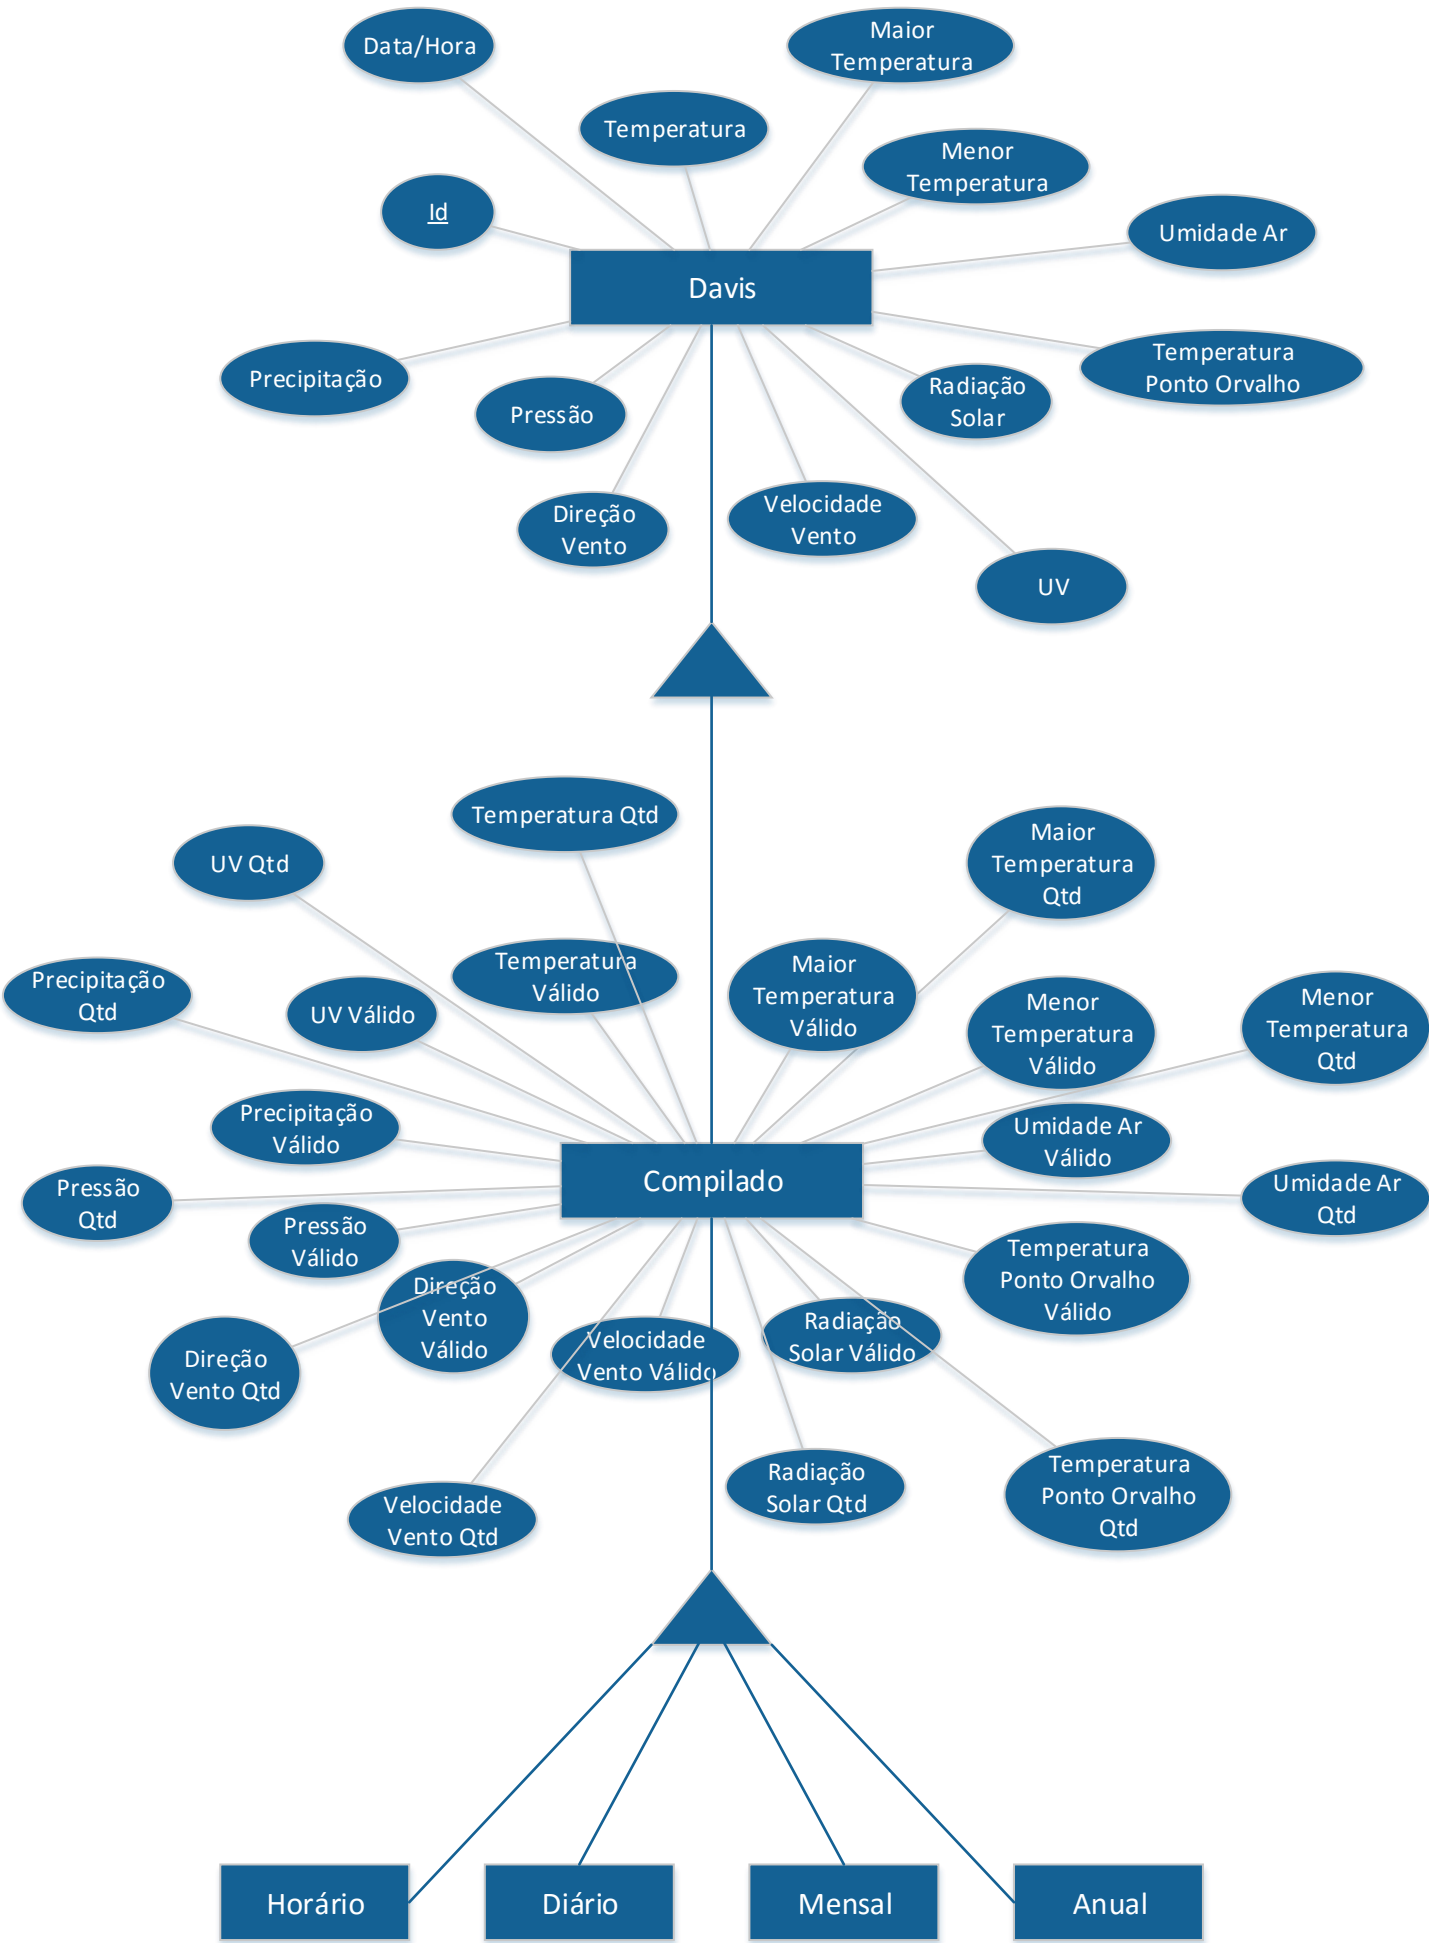 Data/Hora
Maior
Temperatura
Temperatura
Menor
Temperatura
Id
Umidade Ar
Davis
Precipitação
Pressão
Radiação
Solar
Temperatura
Ponto Orvalho
Direção
Vento
Velocidade
Vento
UV
Temperatura Qtd
UV Qtd
Maior
Temperatura
Qtd
Precipitação
Qtd
UV Válido
Temperatura
Válido
Maior
Temperatura
Válido
Menor
Temperatura
Válido
Menor
Temperatura
Qtd
Precipitação
Válido
Umidade Ar
Válido
Pressão
Qtd
Compilado
Umidade Ar
Qtd
Pressão
Válido
Temperatura
Ponto Orvalho
Válido
Direção
Vento
Válido
Direção
Vento Qtd
Velocidade
Vento Válido
Radiação
Solar Válido
Velocidade
Vento Qtd
Radiação
Solar Qtd
Temperatura
Ponto Orvalho
Qtd
Horário
Diário
Mensal
Anual